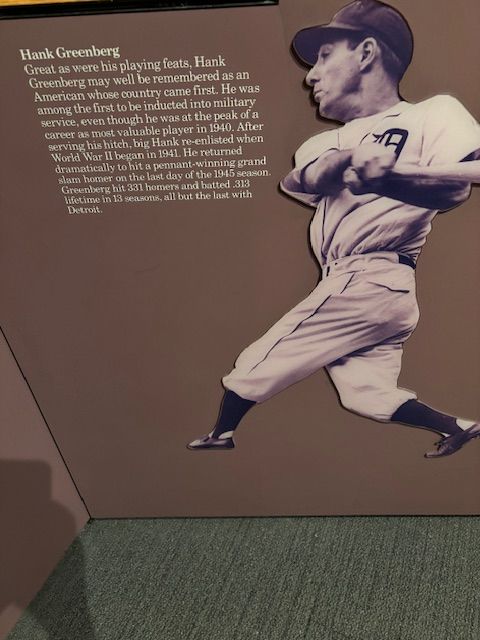 Hank Greenberg
Great as were his playing feats, Hank
Greenberg may well be remembered as an
American whose country came first. He was
among the first to be inducted into military
service, even though he was at the peak of a
career as most valuable player in 1940. After
serving his hitch, big Hank re-enlisted when
World War II began in 1941. He returned
dramatically to hit a pennant-winning grand
slam homer on the last day of the 1945 season.
Greenberg hit 331 homers and batted .313
lifetime in 13 seasons, all but the last with
Detroit.
D